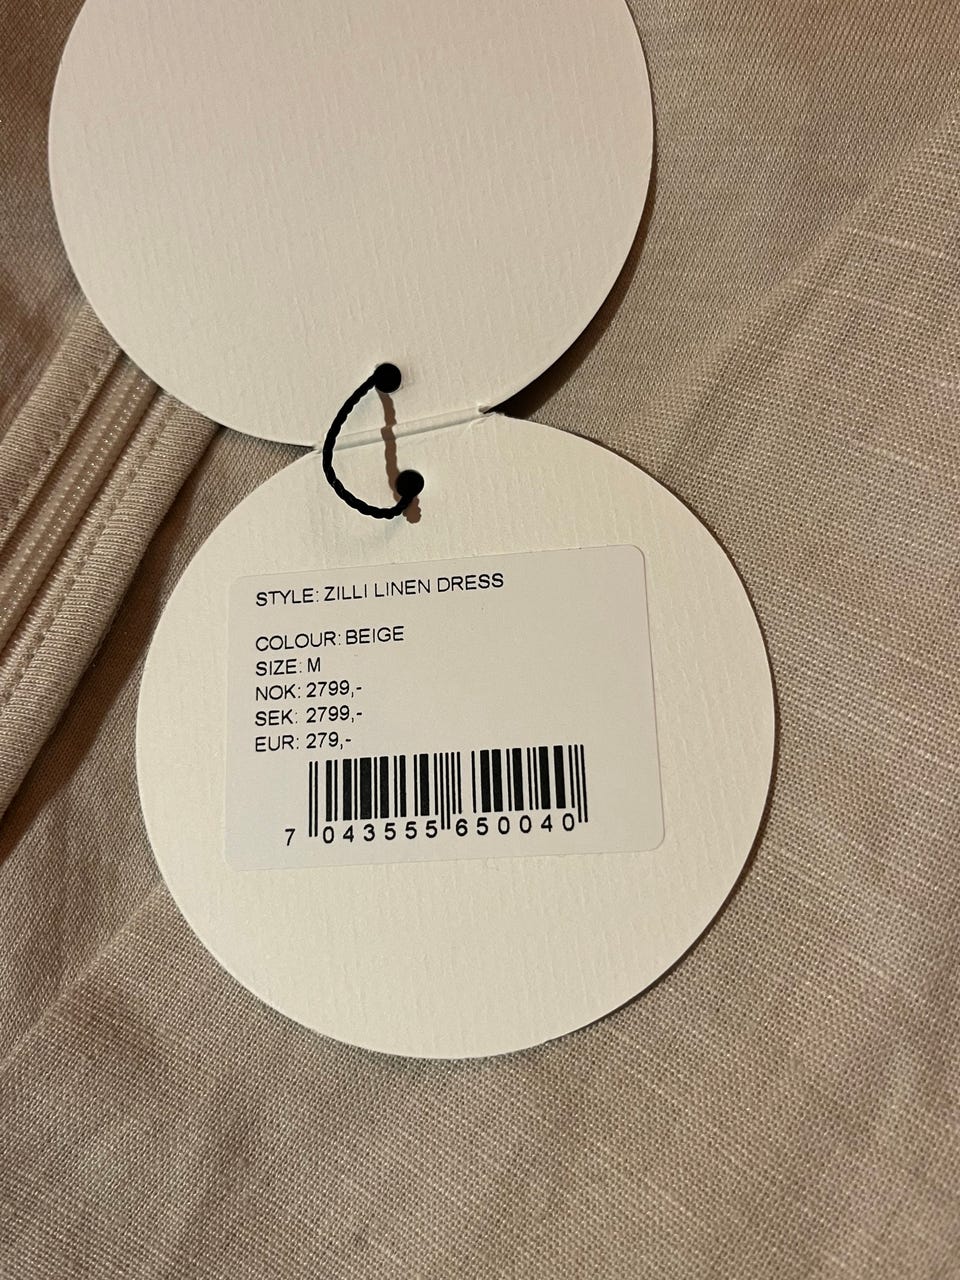 STYLE: ZILLI LINEN DRESS
COLOUR: BEIGE
SIZE: M
NOK: 2799,-
SEK: 2799,-
EUR: 279,-
7 043555 650040